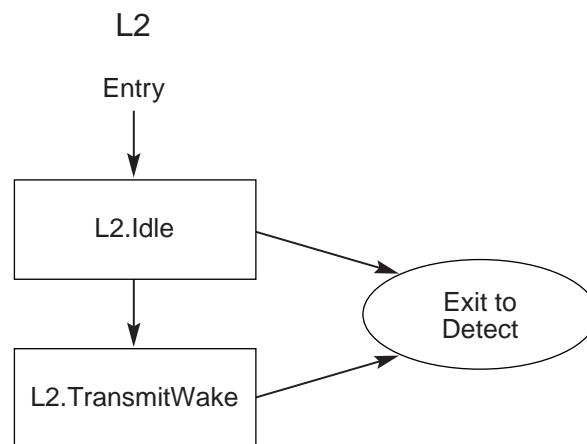 L2
Entry
L2.Idle
Exit to
Detect
L2.TransmitWake